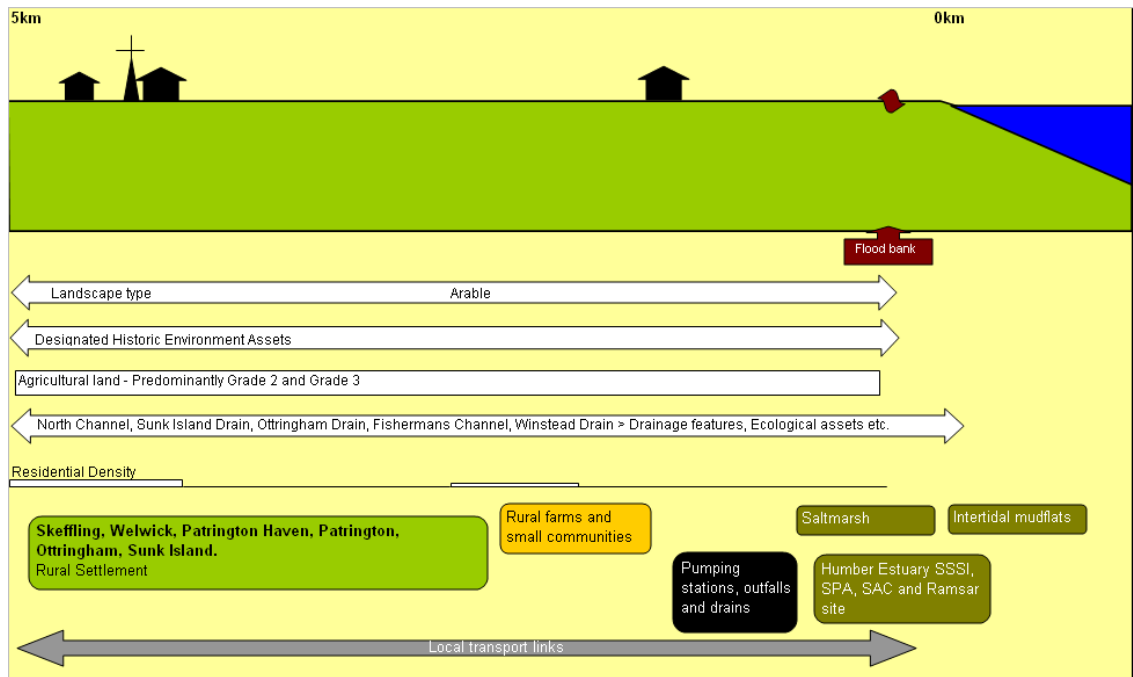 5km
0km
Flood bank
Landscape type
Arable
Designated Historic Environment Assets
Agricultural land - Predominantly Grade 2 and Grade 3
North Channel, Sunk Island Drain, Ottringham Drain, Fishermans Channel, Winstead Drain > Drainage features, Ecological assets etc.
Residential Density
Skeffling, Welwick, Patrington Haven, Patrington,
Ottringham, Sunk Island.
Rural Settlement
Rural farms and
small communities
Pumping
stations, outfalls
and drains
Saltmarsh
Intertidal mudflats
Humber Estuary SSSI,
SPA, SAC and Ramsar
site
Local transport links